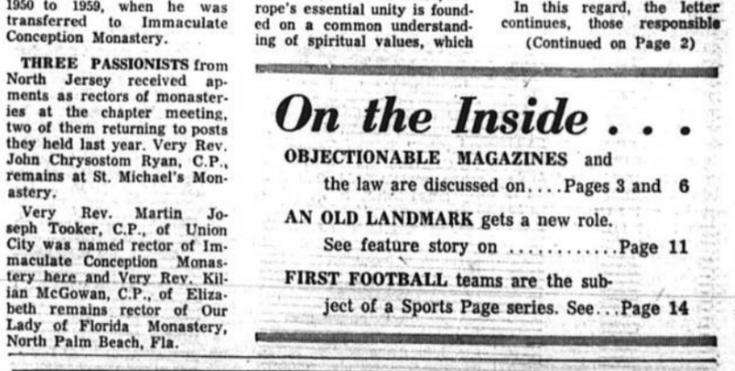 1950 to 1959, when he was
transferred to Immaculate
Conception Monastery.
THREE PASSIONISTS from
North Jersey received ap-
ments as rectors of monaster-
ies at the chapter meeting,
two of them returning to posts
they held last year. Very Rev.
John Chrysostom Ryan, C.P.,
remains at St. Michael's Mon-
astery.
Very Rev. Martin Jo-
seph Tooker, C.P., of Union
City was named rector of Im-
maculate Conception Monas-
tery here and Very Rev. Kil-
ian McGowan, C.P., of Eliza-
beth remains rector of Our
Lady of Florida Monastery,
North Palm Beach, Fla.
rope's essential unity is found-
ed on a common understand-
ing of spiritual values, which
In this regard, the letter
continues, those responsible
(Continued on Page 2)
On the Inside . . .
OBJECTIONABLE MAGAZINES and
the law are discussed on....Pages 3 and 6
AN OLD LANDMARK gets a new role.
See feature story on ............Page 11
FIRST FOOTBALL teams are the sub-
ject of a Sports Page series. See...Page 14